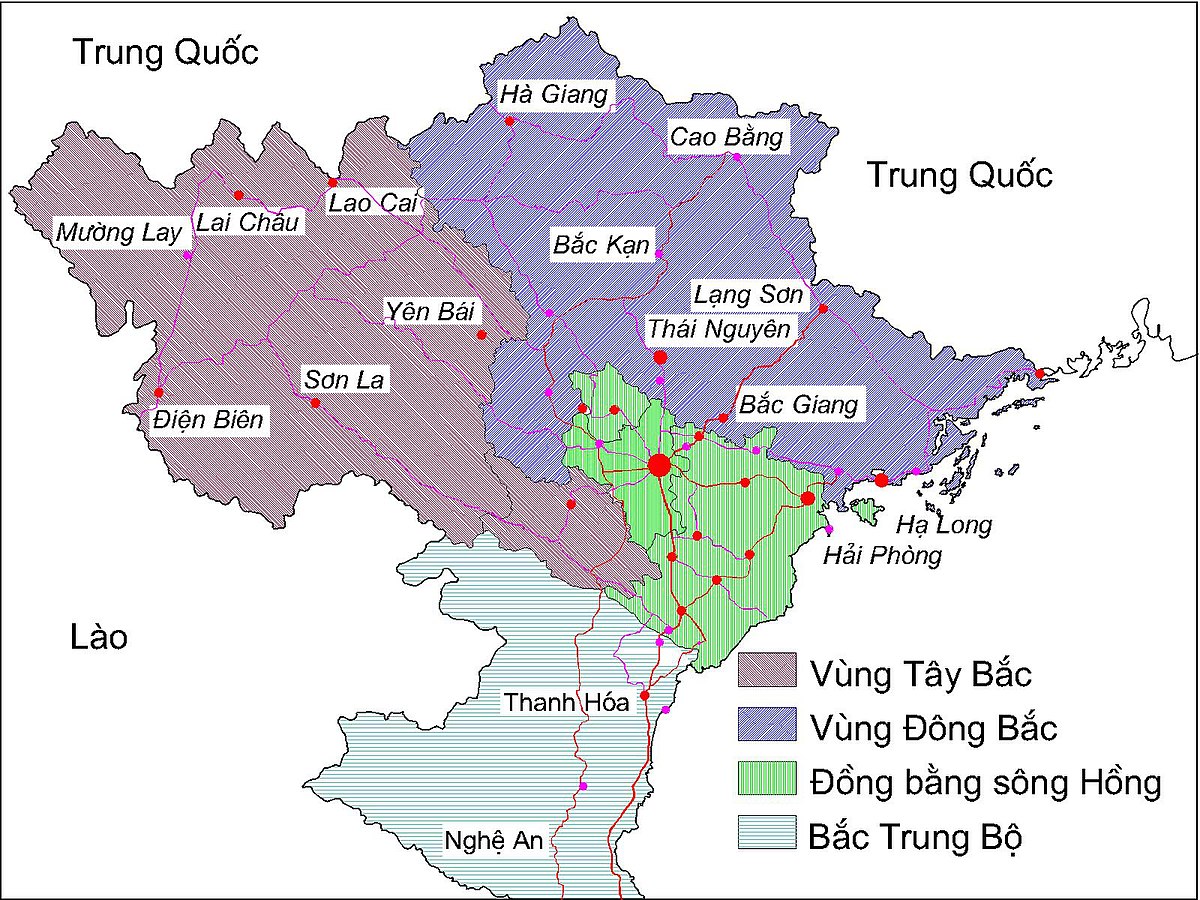 Trung Quốc
Hà Giang
Cao Bằng
Trung Quốc
Lao Cai
Lai Châu
Mường Lay
Bắc Kạn
Lạng Sơn
Yên Bái
Thái Nguyên
Sơn La
Bắc Giang
Điện Biên
Hạ Long
Hải Phòng
Lào
Vùng Tây Bắc
Thanh Hóa
Vùng Đông Bắc
Đồng bằng sông Hồng
Bắc Trung Bộ
Nghệ An